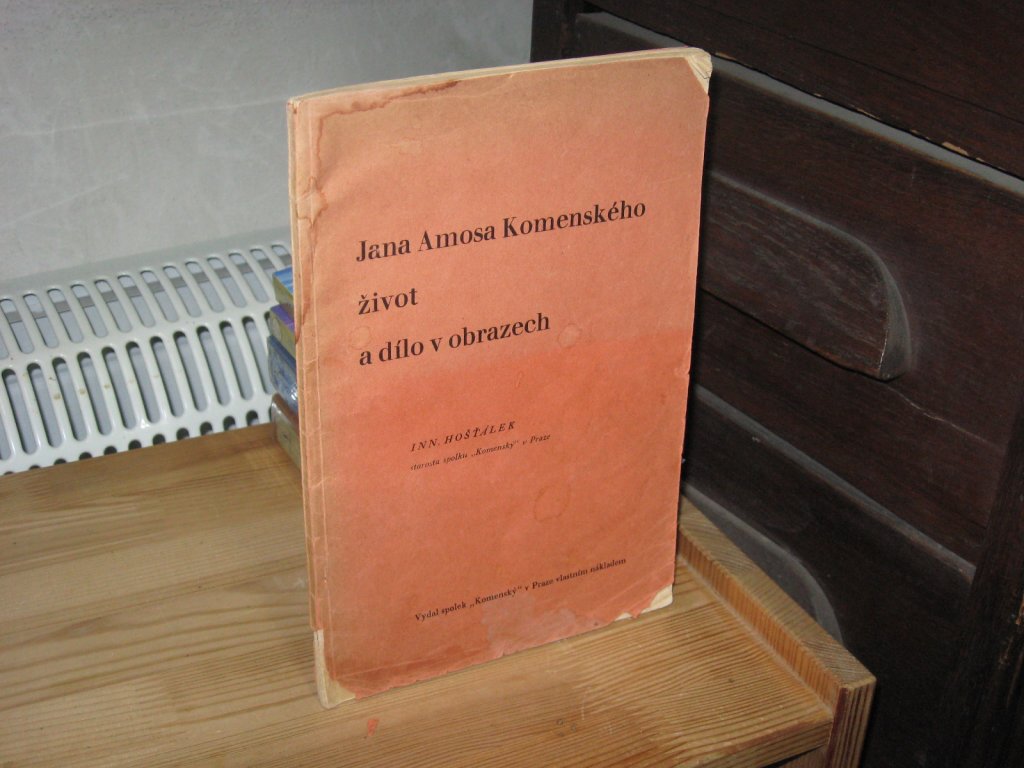 Jana Amosa Komenského
život
a dílo v obrazech
INN. HOŠŤÁLEK
starosta spolku „Komenský“ v Praze
Vydal spolek „Komenský“ v Praze vlastním nákladem